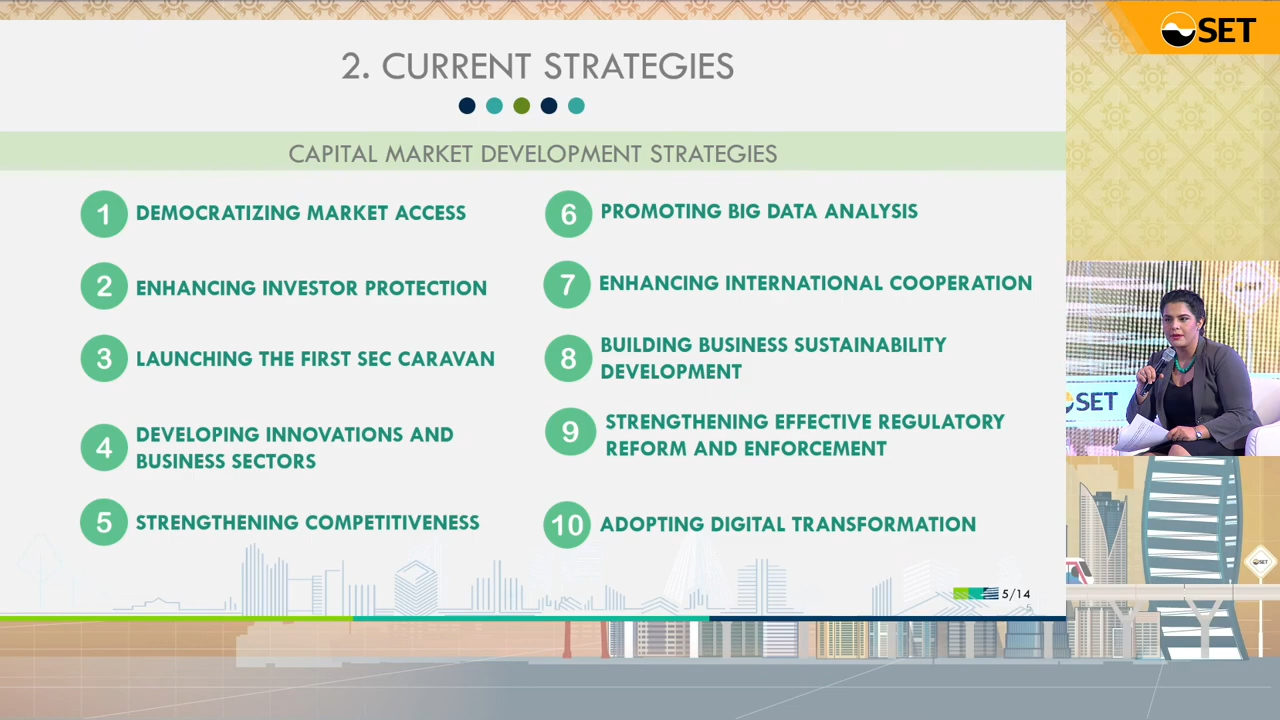 SET
2. CURRENT STRATEGIES
CAPITAL MARKET DEVELOPMENT STRATEGIES
1 DEMOCRATIZING MARKET ACCESS
2 ENHANCING INVESTOR PROTECTION
3 LAUNCHING THE FIRST SEC CARAVAN
4 DEVELOPING INNOVATIONS AND
BUSINESS SECTORS
5 STRENGTHENING COMPETITIVENESS
6 PROMOTING BIG DATA ANALYSIS
7 ENHANCING INTERNATIONAL COOPERATION
8 BUILDING BUSINESS SUSTAINABILITY
DEVELOPMENT
9 STRENGTHENING EFFECTIVE REGULATORY
REFORM AND ENFORCEMENT
10 ADOPTING DIGITAL TRANSFORMATION
5/14
5
SET
SET